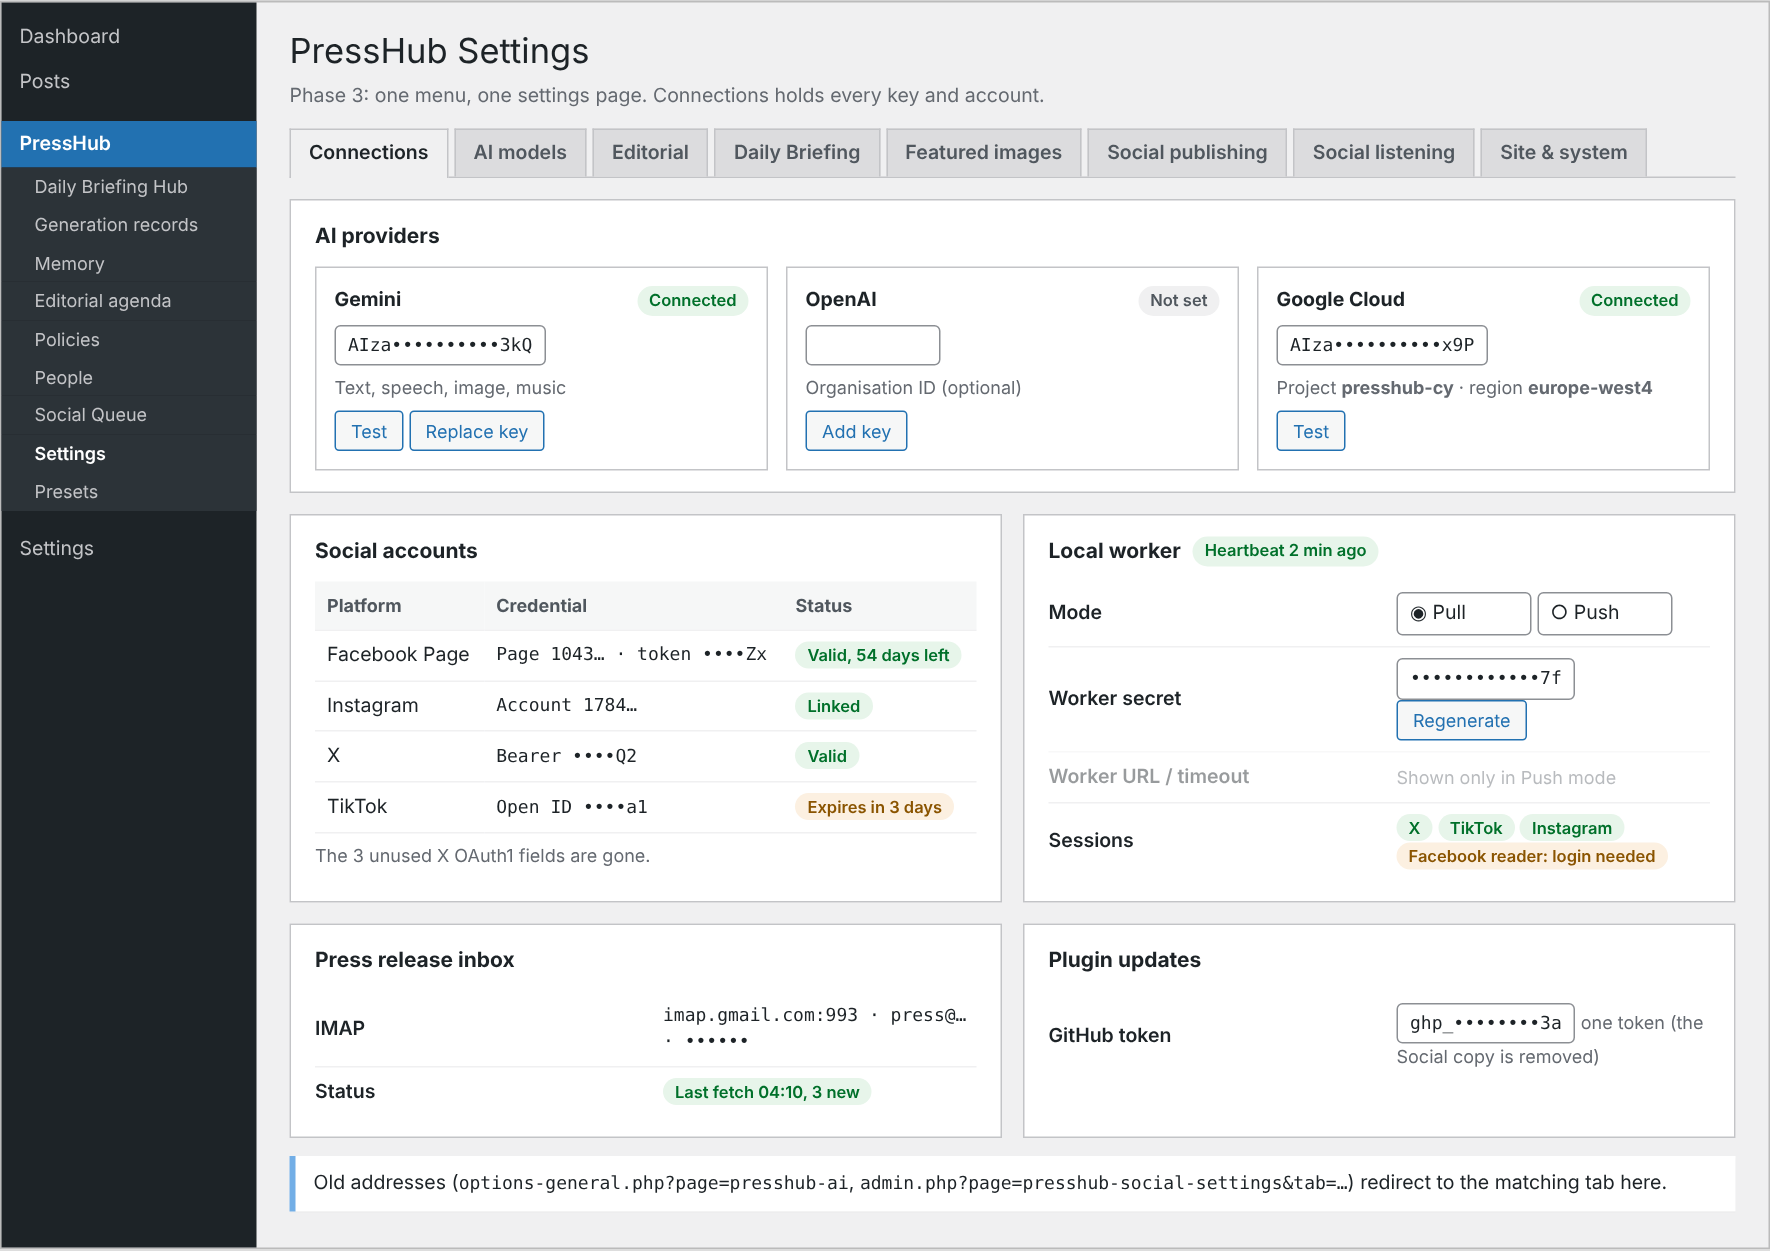 Dashboard
Posts
PressHub
Daily Briefing Hub
Generation records
Memory
Editorial agenda
Policies
People
Social Queue
Settings
Presets
Settings
PressHub Settings
Phase 3: one menu, one settings page. Connections holds every key and account.
Connections
AI models
Editorial
Daily Briefing
Featured images
Social publishing
Social listening
Site & system
AI providers
Gemini
Connected
AIza••••••••••3kQ
Text, speech, image, music
Test
Replace key
OpenAI
Not set
Organisation ID (optional)
Add key
Google Cloud
Connected
AIza••••••••••x9P
Project presshub-cy · region europe-west4
Test
Social accounts
Platform Credential Status
Facebook Page Page 1043… · token ••••Zx Valid, 54 days left
Instagram Account 1784… Linked
X Bearer ••••Q2 Valid
TikTok Open ID ••••a1 Expires in 3 days
The 3 unused X OAuth1 fields are gone.
Local worker Heartbeat 2 min ago
Mode Pull Push
Worker secret ••••••••••••7f
Regenerate
Worker URL / timeout Shown only in Push mode
Sessions X TikTok Instagram
Facebook reader: login needed
Press release inbox
IMAP imap.gmail.com:993 · press@…
· ••••••
Status Last fetch 04:10, 3 new
Plugin updates
GitHub token ghp_••••••••3a one token (the
Social copy is removed)
Old addresses (options-general.php?page=presshub-ai, admin.php?page=presshub-social-settings&tab=…) redirect to the matching tab here.